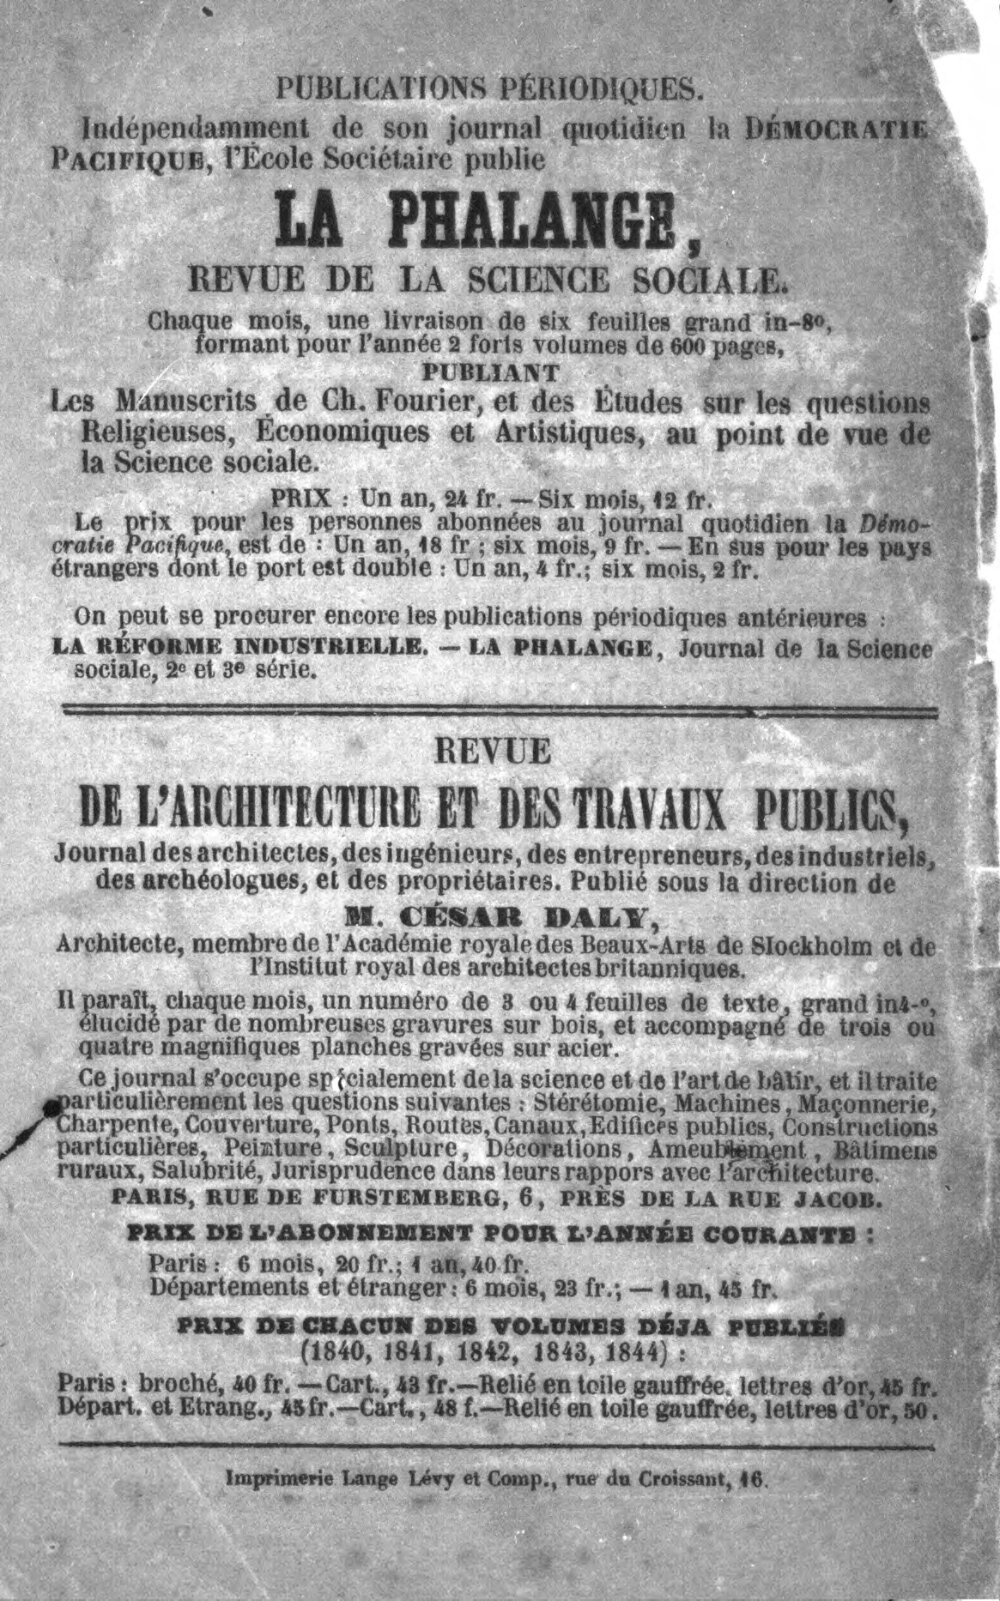 PUBLICATIONS PÉRIODIQUES.
Indépendamment de son journal quotidien la DÉMOCRATIE
PACIFIQUE, l'École Sociétaire publie
LA PHALANGE,
REVUE DE LA SCIENCE SOCIALE.
Chaque mois, une livraison de six feuilles grand in-8o,
formant pour l'année 2 forts volumes de 600 pages,
PUBLIANT
Les Manuscrits de Ch. Fourier, et des Études sur les questions
Religieuses, Économiques et Artistiques, au point de vue de
la Science sociale.
PRIX : Un an, 24 fr. — Six mois, 12 fr.
Le prix pour les personnes abonnées au journal quotidien la Démo-
cratie Pacifique, est de : Un an, 18 fr ; six mois, 9 fr. — En sus pour les pays
étrangers dont le port est double : Un an, 4 fr.; six mois, 2 fr.
On peut se procurer encore les publications périodiques antérieures :
LA RÉFORME INDUSTRIELLE. — LA PHALANGE, Journal de la Science
sociale, 2e et 3e série.
REVUE
DE L'ARCHITECTURE ET DES TRAVAUX PUBLICS,
Journal des architectes, des ingénieurs, des entrepreneurs, des industriels,
des archéologues, et des propriétaires. Publié sous la direction de
M. CÉSAR DALY,
Architecte, membre de l'Académie royale des Beaux-Arts de Slockholm et de
l'Institut royal des architectes britanniques.
Il paraît, chaque mois, un numéro de 3 ou 4 feuilles de texte, grand in4-o,
élucidé par de nombreuses gravures sur bois, et accompagné de trois ou
quatre magnifiques planches gravées sur acier.
Ce journal s'occupe spécialement de la science et de l'art de bâtir, et il traite
particulièrement les questions suivantes : Stérétomie, Machines, Maçonnerie,
Charpente, Couverture, Ponts, Routes, Canaux, Edifices publics, Constructions
particulières, Peinture, Sculpture, Décorations, Ameublement, Bâtimens
ruraux, Salubrité, Jurisprudence dans leurs rappors avec l'architecture.
PARIS, RUE DE FURSTEMBERG, 6, PRÈS DE LA RUE JACOB.
PRIX DE L'ABONNEMENT POUR L'ANNÉE COURANTE :
Paris : 6 mois, 20 fr.; 1 an, 40 fr.
Départements et étranger : 6 mois, 23 fr.; — 1 an, 45 fr.
PRIX DE CHACUN DES VOLUMES DÉJA PUBLIÉS
(1840, 1841, 1842, 1843, 1844) :
Paris : broché, 40 fr. — Cart., 43 fr. — Relié en toile gauffrée, lettres d'or, 45 fr.
Départ. et Etrang., 45 fr. — Cart., 48 f. — Relié en toile gauffrée, lettres d'or, 50.
Imprimerie Lange Lévy et Comp., rue du Croissant, 16.